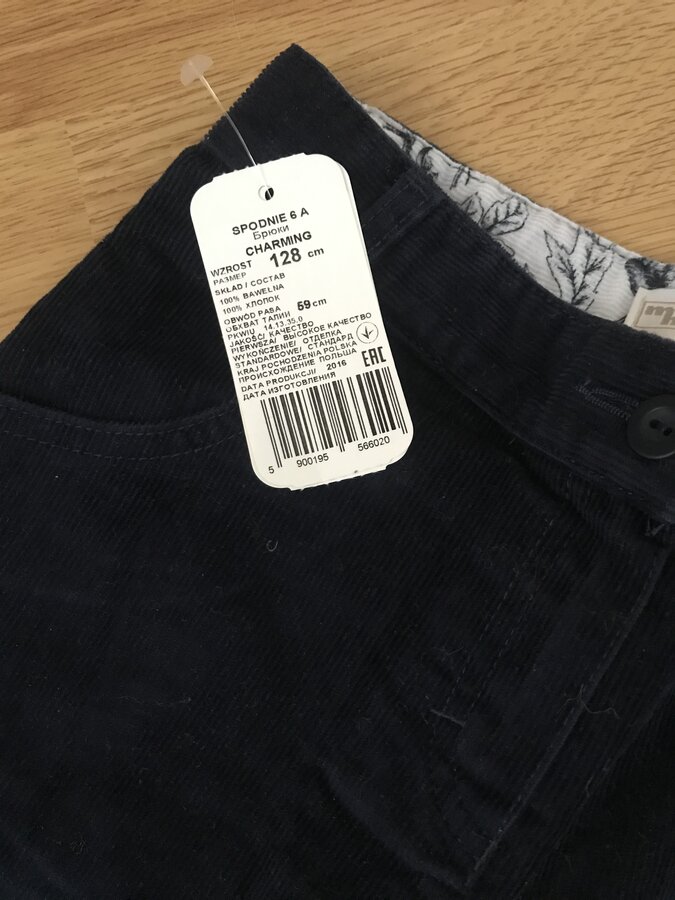 SPODNIE 6 A
Брюки
CHARMING
WZROST 128 cm
РАЗМЕР
SKŁAD / СОСТАВ
100% BAWEŁNA
100% ХЛОПОК
OBWÓD PASA 59 cm
ОБХВАТ ТАЛИИ
PKWIU 14.13.35.0
JAKOŚĆ/ КАЧЕСТВО
PIERWSZA/ ВЫСОКОЕ КАЧЕСТВО
WYKOŃCZENIE/ ОТДЕЛКА
STANDARDOWE/ СТАНДАРД
KRAJ POCHODZENIA POLSKA
ПРОИСХОЖДЕНИЕ ПОЛЬША
DATA PRODUKCJI/ 2016
ДАТА ИЗГОТОВЛЕНИЯ
EAC
5 900195 566020